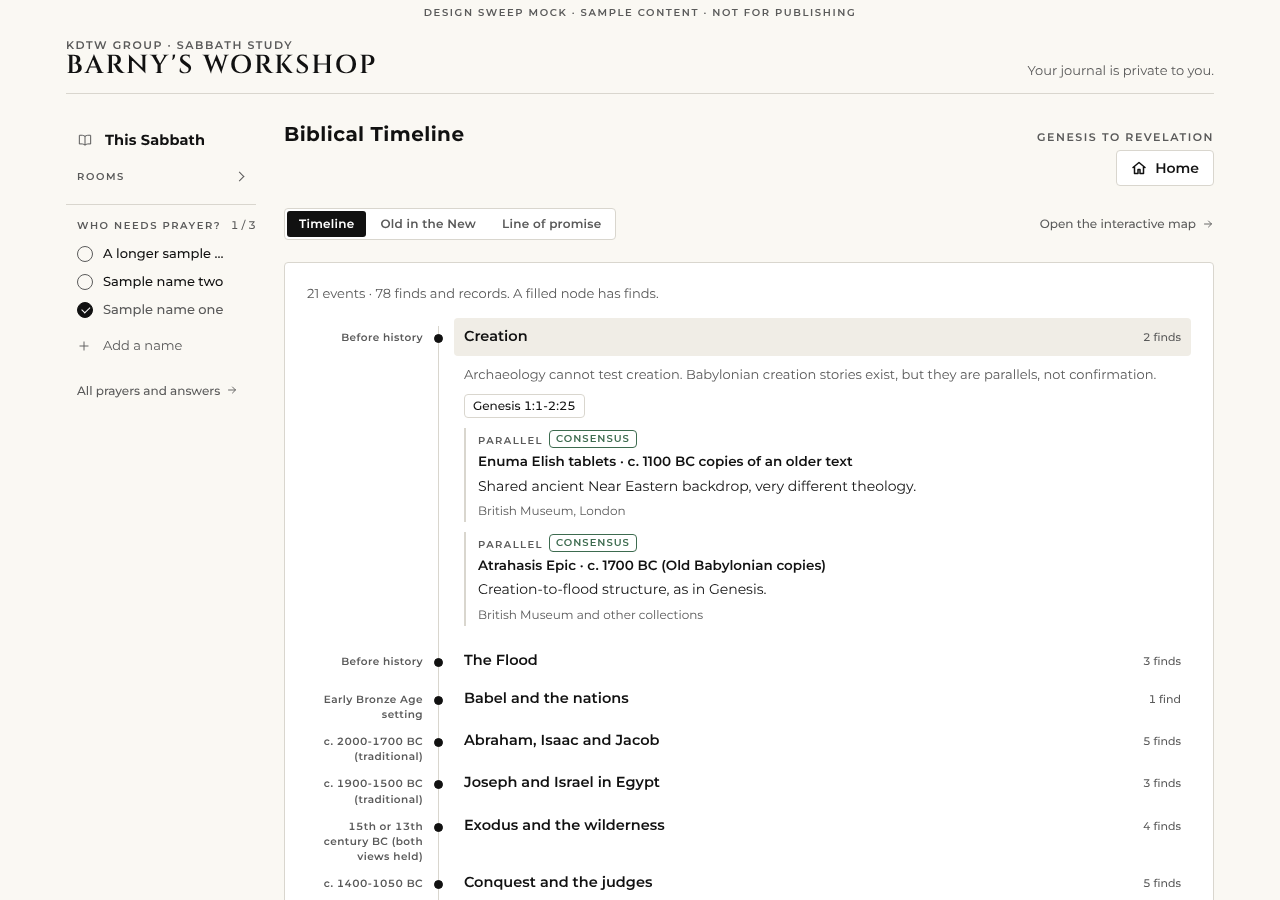 DESIGN SWEEP MOCK · SAMPLE CONTENT · NOT FOR PUBLISHING
KDTW GROUP · SABBATH STUDY
BARNY'S WORKSHOP
Your journal is private to you.
This Sabbath
ROOMS
WHO NEEDS PRAYER? 1 / 3
A longer sample ...
Sample name two
Sample name one
Add a name
All prayers and answers →
Biblical Timeline
GENESIS TO REVELATION
Home
Timeline Old in the New Line of promise
Open the interactive map →
21 events · 78 finds and records. A filled node has finds.
Before history Creation 2 finds
Archaeology cannot test creation. Babylonian creation stories exist, but they are parallels, not confirmation.
Genesis 1:1-2:25
PARALLEL CONSENSUS
Enuma Elish tablets · c. 1100 BC copies of an older text
Shared ancient Near Eastern backdrop, very different theology.
British Museum, London
PARALLEL CONSENSUS
Atrahasis Epic · c. 1700 BC (Old Babylonian copies)
Creation-to-flood structure, as in Genesis.
British Museum and other collections
Before history The Flood 3 finds
Early Bronze Age
setting
Babel and the nations 1 find
c. 2000-1700 BC
(traditional)
Abraham, Isaac and Jacob 5 finds
c. 1900-1500 BC
(traditional)
Joseph and Israel in Egypt 3 finds
15th or 13th
century BC (both
views held)
Exodus and the wilderness 4 finds
c. 1400-1050 BC Conquest and the judges 5 finds